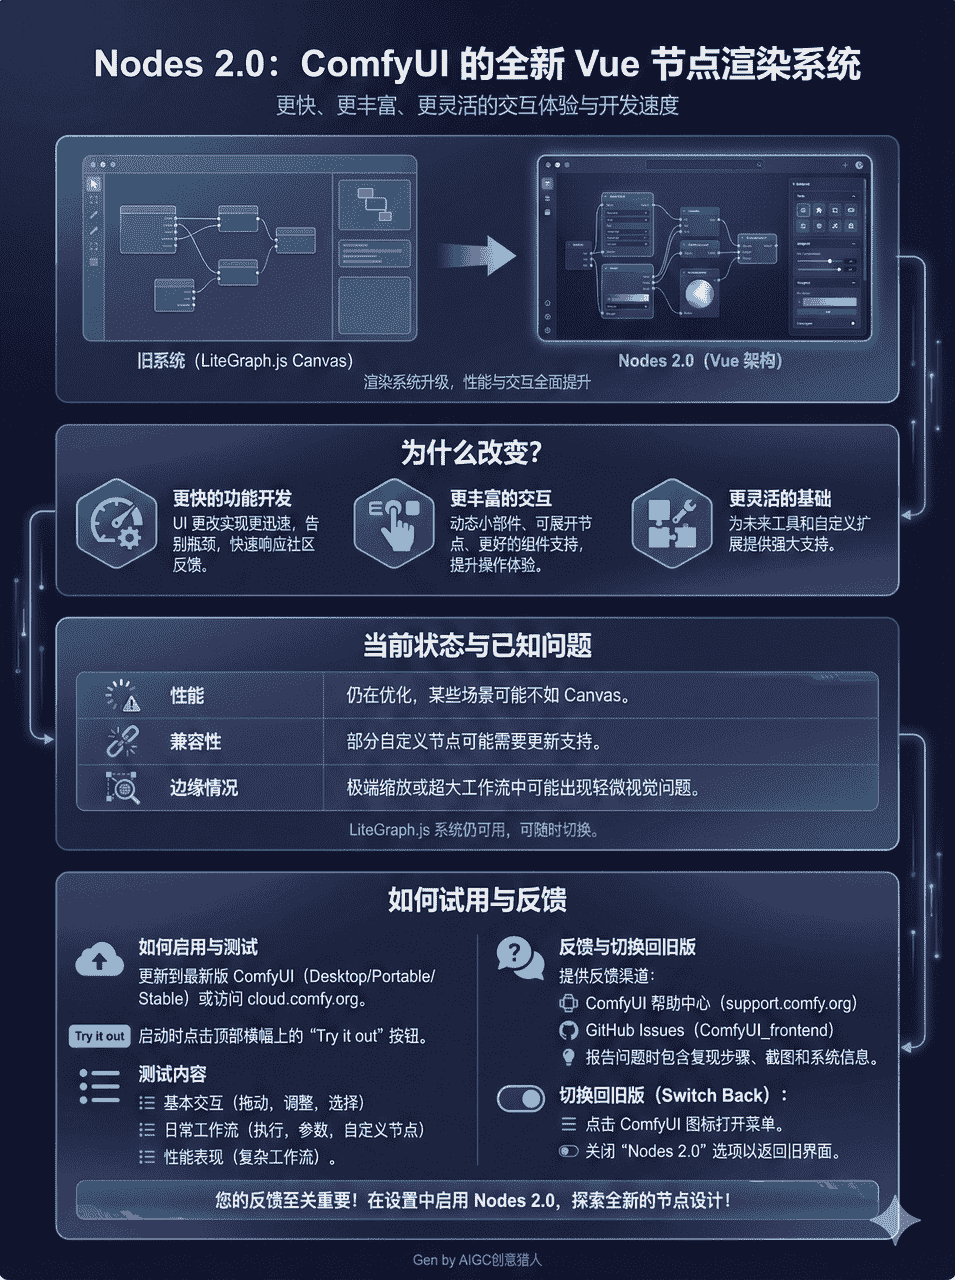 Nodes 2.0：ComfyUI 的全新 Vue 节点渲染系统
更快、更丰富、更灵活的交互体验与开发速度
旧系统（LiteGraph.js Canvas）
Nodes 2.0（Vue 架构）
渲染系统升级，性能与交互全面提升
为什么改变？
更快的功能开发
UI 更改实现更迅速，告
别瓶颈，快速响应社区
反馈。
更丰富的交互
动态小部件、可展开节
点、更好的组件支持，
提升操作体验。
更灵活的基础
为未来工具和自定义扩
展提供强大支持。
当前状态与已知问题
性能
仍在优化，某些场景可能不如 Canvas。
兼容性
部分自定义节点可能需要更新支持。
边缘情况
极端缩放或超大工作流中可能出现轻微视觉问题。
LiteGraph.js 系统仍可用，可随时切换。
如何试用与反馈
如何启用与测试
更新到最新版 ComfyUI（Desktop/Portable/
Stable）或访问 cloud.comfy.org。
Try it out
启动时点击顶部横幅上的 “Try it out” 按钮。
测试内容
基本交互（拖动，调整，选择）
日常工作流（执行，参数，自定义节点）
性能表现（复杂工作流）。
反馈与切换回旧版
提供反馈渠道：
ComfyUI 帮助中心（support.comfy.org）
GitHub Issues（ComfyUI_frontend）
报告问题时包含复现步骤、截图和系统信息。
切换回旧版（Switch Back）：
点击 ComfyUI 图标打开菜单。
关闭 “Nodes 2.0” 选项以返回旧界面。
您的反馈至关重要！在设置中启用 Nodes 2.0，探索全新的节点设计！
Gen by AIGC创意猎人